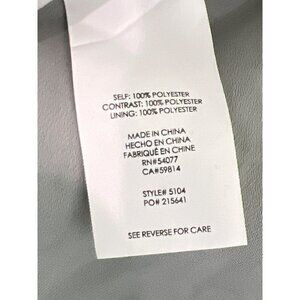 SELF: 100% POLYESTER
CONTRAST: 100% POLYESTER
LINING: 100% POLYESTER
MADE IN CHINA
HECHO EN CHINA
FABRIQUÉ EN CHINE
RN#54077
CA#59814
STYLE# 5104
PO# 215641
SEE REVERSE FOR CARE